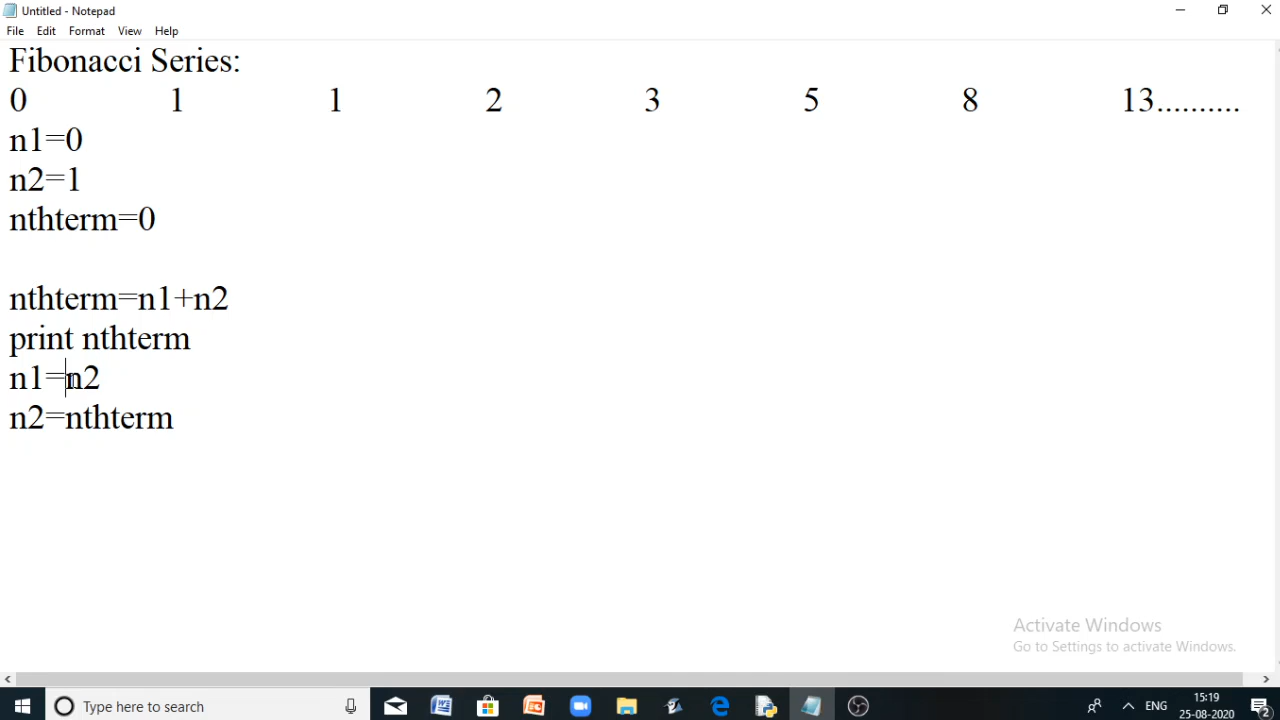 Untitled - Notepad
File Edit Format View Help
Fibonacci Series:
0 1 1 2 3 5 8 13..........
n1=0
n2=1
nthterm=0
nthterm=n1+n2
print nthterm
n1=n2
n2=nthterm
Activate Windows
Go to Settings to activate Windows.
Type here to search
ENG
15:19
25-08-2020
2